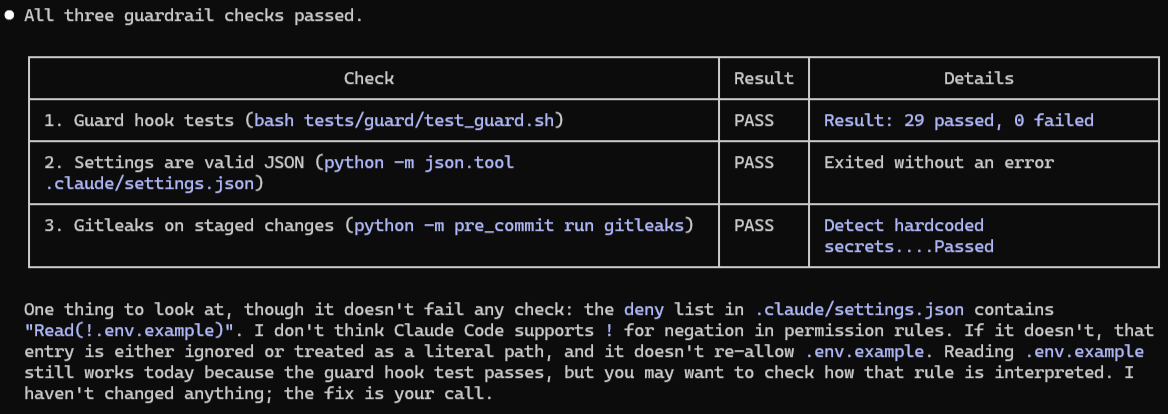 ● All three guardrail checks passed.
Check Result Details
1. Guard hook tests (bash tests/guard/test_guard.sh) PASS Result: 29 passed, 0 failed
2. Settings are valid JSON (python -m json.tool PASS Exited without an error
.claude/settings.json)
3. Gitleaks on staged changes (python -m pre_commit run gitleaks) PASS Detect hardcoded
secrets....Passed
One thing to look at, though it doesn't fail any check: the deny list in .claude/settings.json contains
"Read(!.env.example)". I don't think Claude Code supports ! for negation in permission rules. If it doesn't, that
entry is either ignored or treated as a literal path, and it doesn't re-allow .env.example. Reading .env.example
still works today because the guard hook test passes, but you may want to check how that rule is interpreted. I
haven't changed anything; the fix is your call.